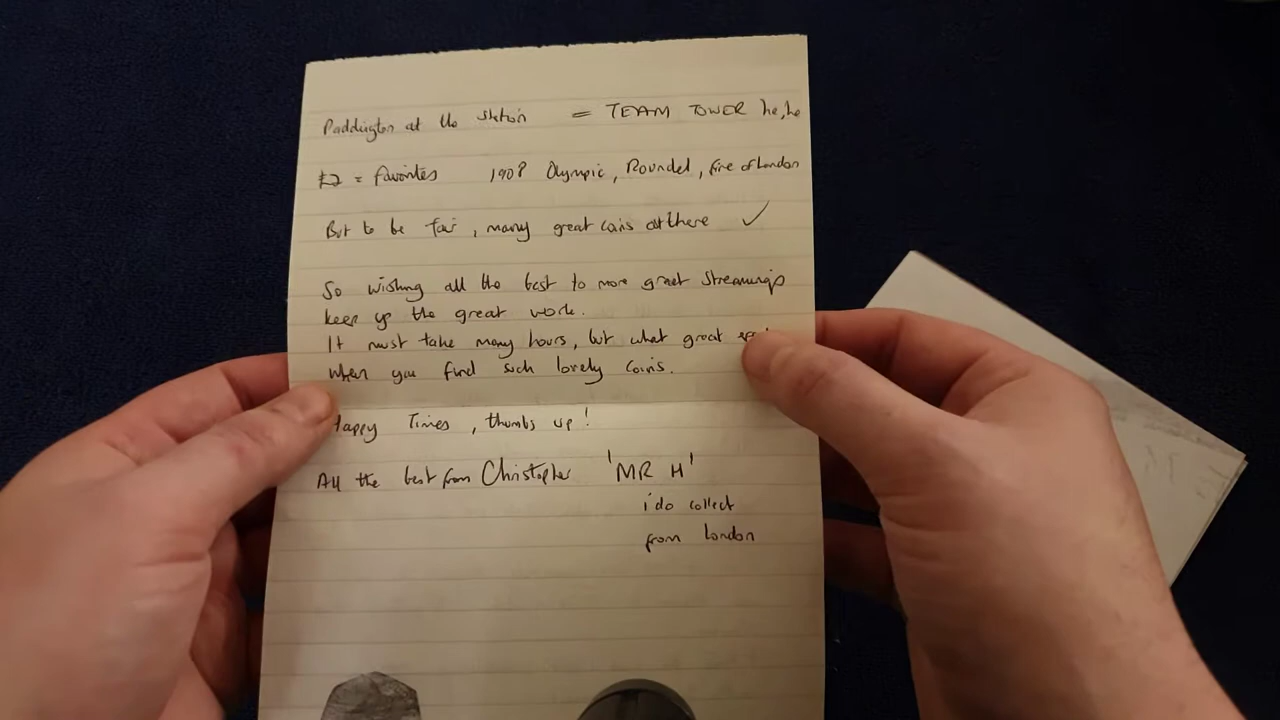 Paddington at the station = TEAM TOWER he,he
£2 = favorites 1908 Olympic, Roundel, fire of London
But to be fair, many great coins out there ✓
So wishing all the best to more great streamings
keep up the great work.
It must take many hours, but what great
when you find such lovely coins.
Happy Times, thumbs up!
All the best from Christopher 'MR H'
i do collect
from London